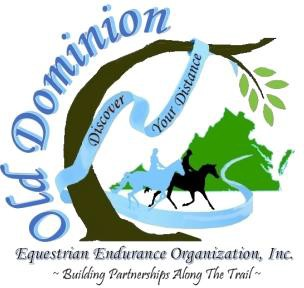 Old Dominion
Discover Your Distance
Equestrian Endurance Organization, Inc.
~ Building Partnerships Along The Trail ~